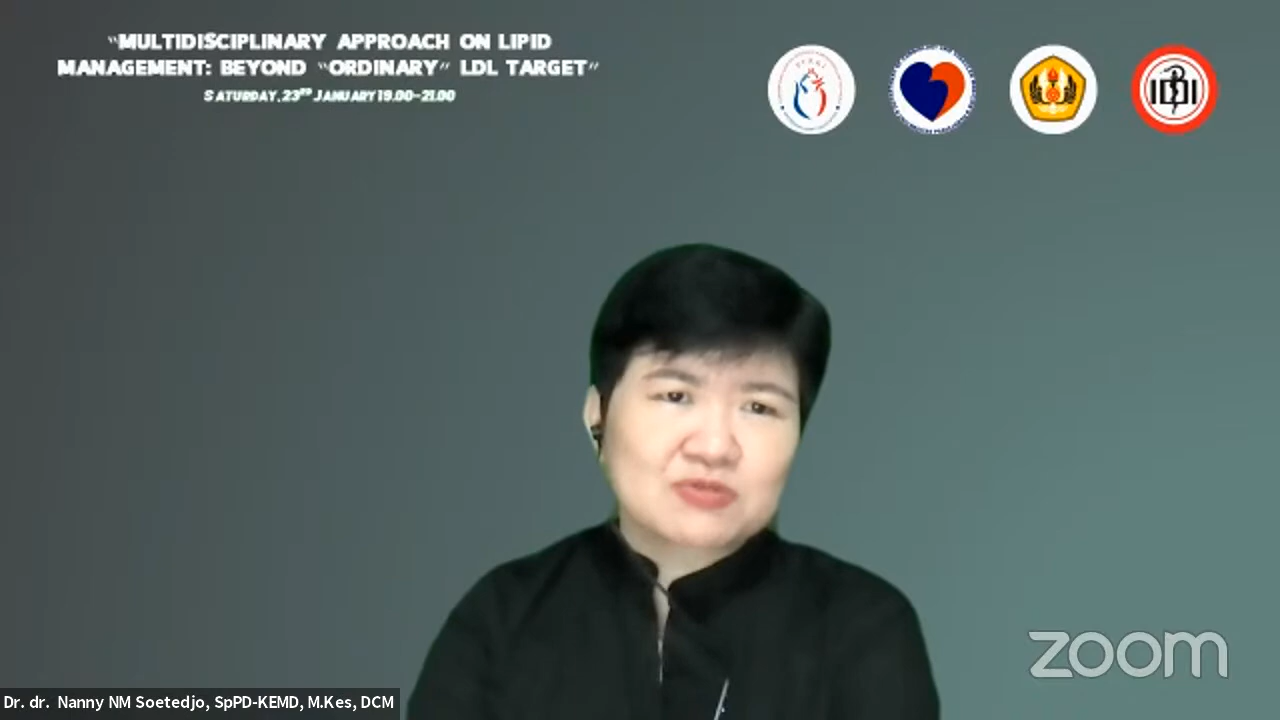 “MULTIDISCIPLINARY APPROACH ON LIPID
MANAGEMENT: BEYOND “ORDINARY” LDL TARGET”
SATURDAY, 23RD JANUARY 19.00-21.00
IDI
zoom
Dr. dr. Nanny NM Soetedjo, SpPD-KEMD, M.Kes, DCM